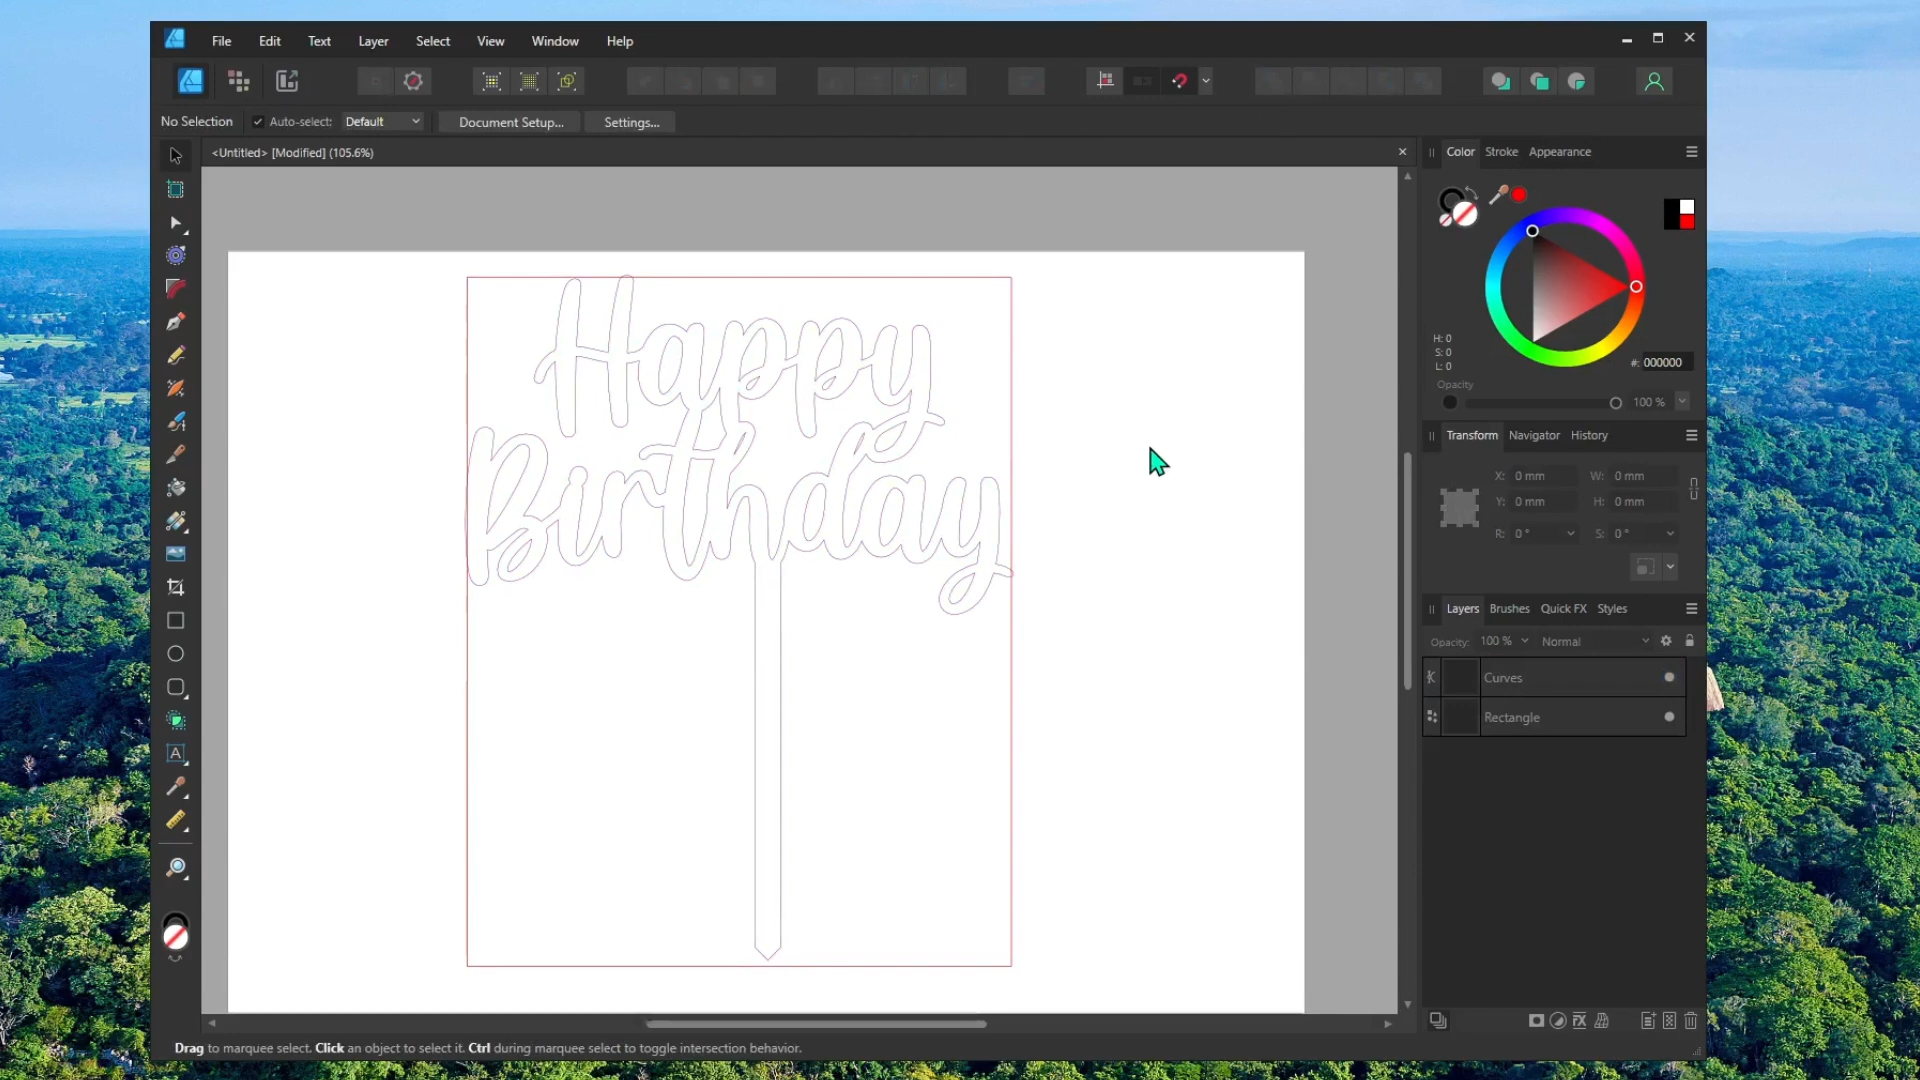 File Edit Text Layer Select View Window Help
No Selection Auto-select: Default Document Setup... Settings...
<Untitled> [Modified] (105.6%)
Color Stroke Appearance
H: 0
S: 0
L: 0
#: 000000
Opacity
100 %
Transform Navigator History
X: 0 mm W: 0 mm
Y: 0 mm H: 0 mm
R: 0° S: 0°
Layers Brushes Quick FX Styles
Opacity: 100 % Normal
Curves
Rectangle
Happy
Birthday
A
Drag to marquee select. Click an object to select it. Ctrl during marquee select to toggle intersection behavior.